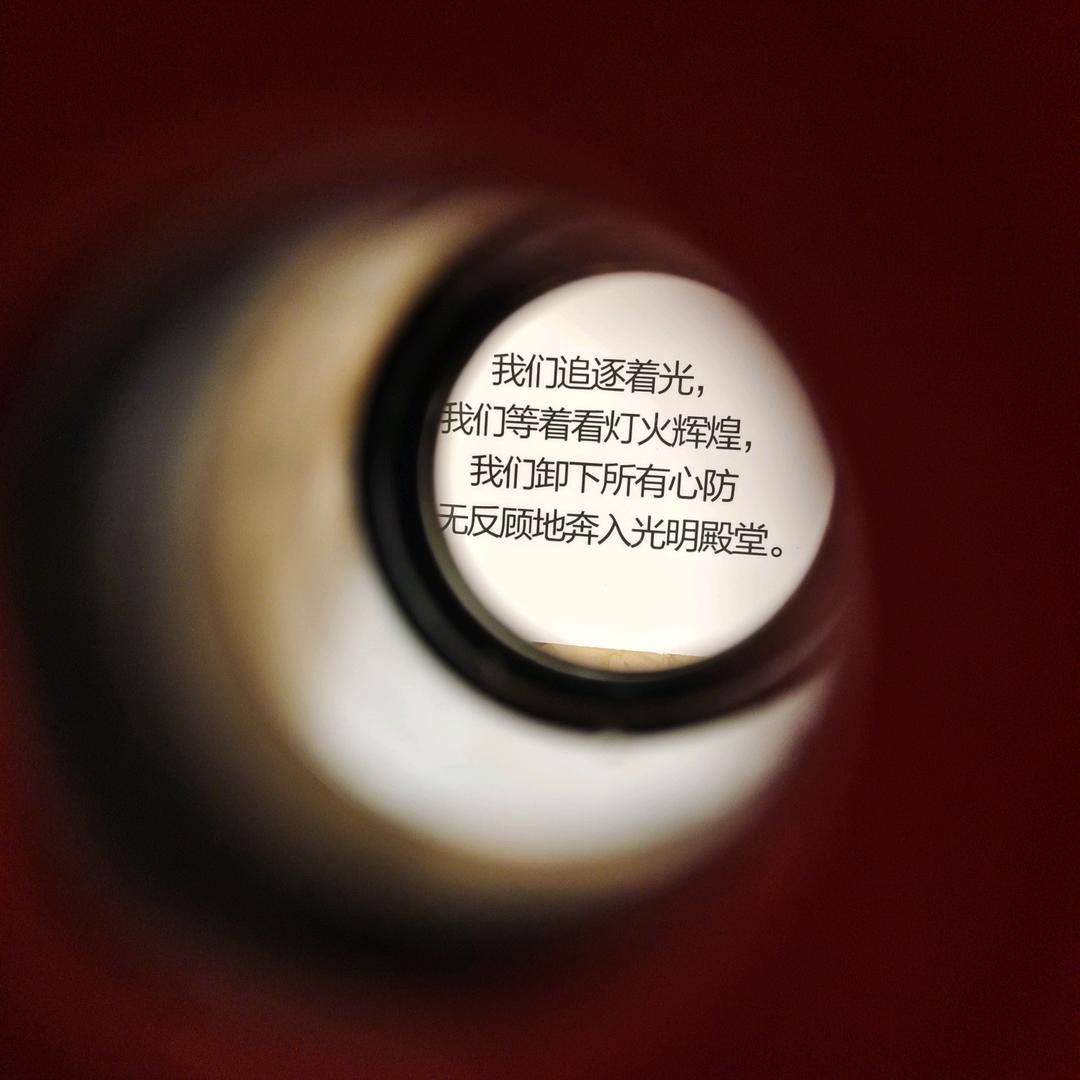 我们追逐着光，
我们等着看灯火辉煌，
我们卸下所有心防
无反顾地奔入光明殿堂。